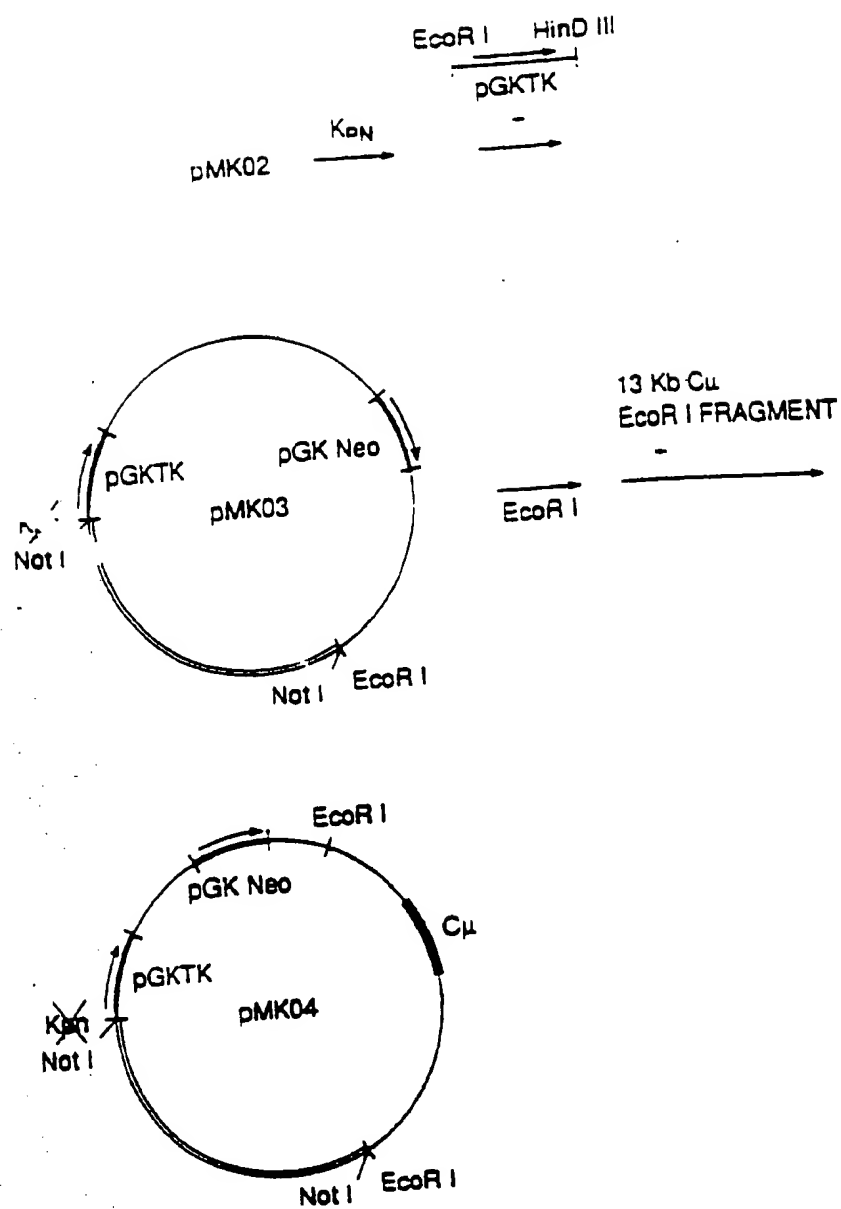 EcoR I HinD III
pGKTK
KpN
pMK02
13 Kb Cμ
EcoR I FRAGMENT
pGK Neo
pGKTK
pMK03
EcoR I
Not I
Not I EcoR I
EcoR I
pGK Neo
Cμ
pGKTK
pMK04
Kpn
Not I
Not I EcoR I